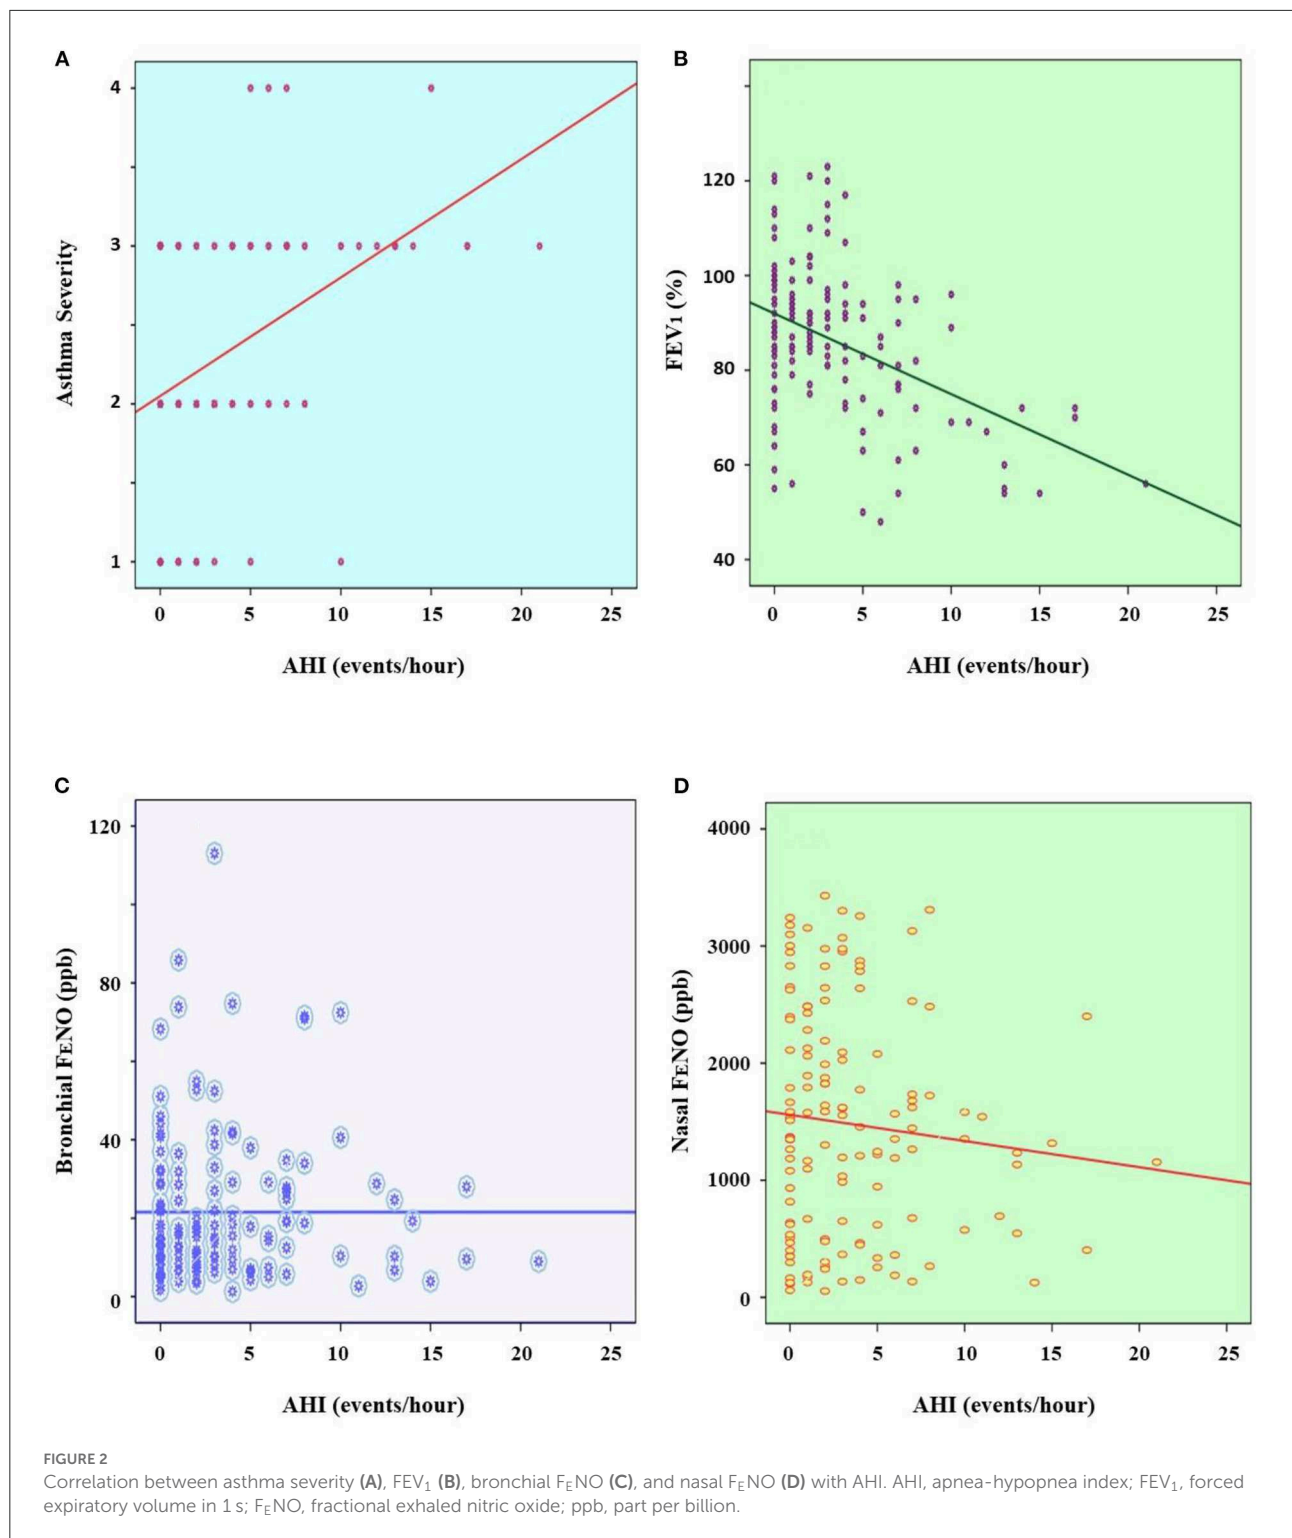 A
4
3
2
1
Asthma Severity
0 5 10 15 20 25
AHI (events/hour)
B
120
100
80
60
40
FEV1 (%)
0 5 10 15 20 25
AHI (events/hour)
C
120
80
40
0
Bronchial FENO (ppb)
0 5 10 15 20 25
AHI (events/hour)
D
4000
3000
2000
1000
0
Nasal FENO (ppb)
0 5 10 15 20 25
AHI (events/hour)
FIGURE 2
Correlation between asthma severity (A), FEV1 (B), bronchial FENO (C), and nasal FENO (D) with AHI. AHI, apnea-hypopnea index; FEV1, forced
expiratory volume in 1 s; FENO, fractional exhaled nitric oxide; ppb, part per billion.